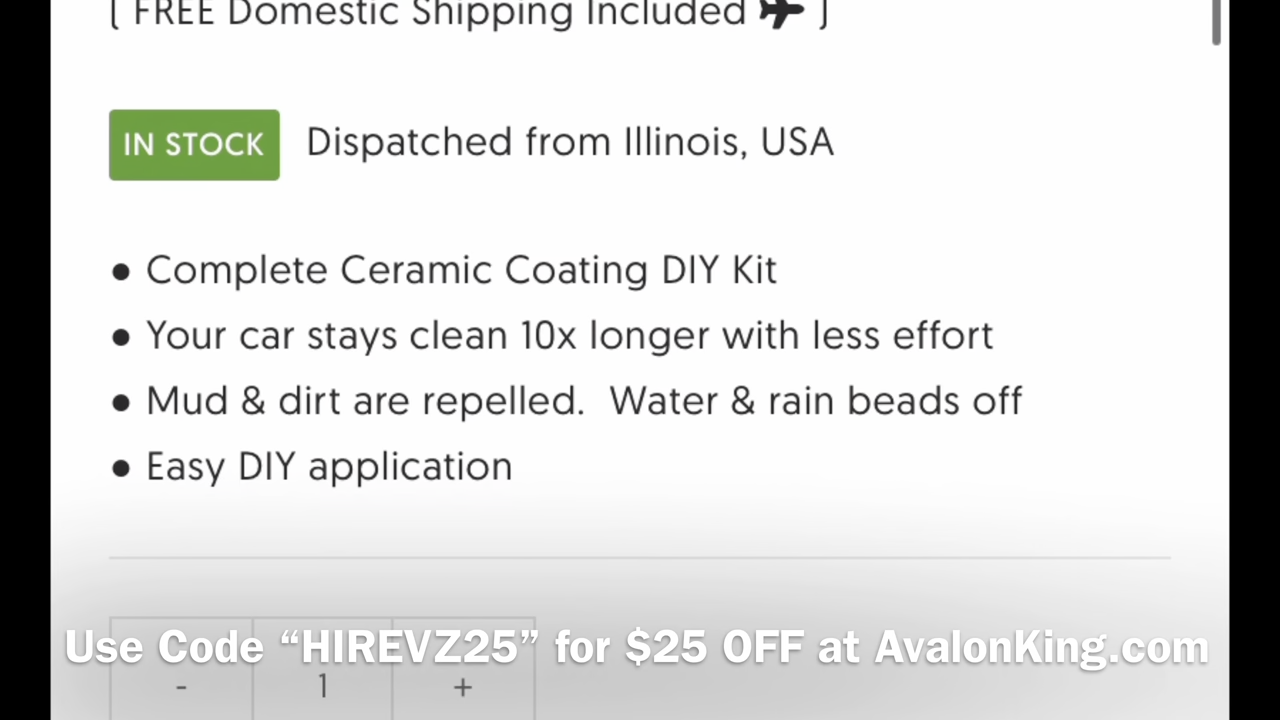 ( FREE Domestic Shipping Included ✈ )
IN STOCK Dispatched from Illinois, USA
● Complete Ceramic Coating DIY Kit
● Your car stays clean 10x longer with less effort
● Mud & dirt are repelled. Water & rain beads off
● Easy DIY application
Use Code “HIREVZ25” for $25 OFF at AvalonKing.com
- 1 +